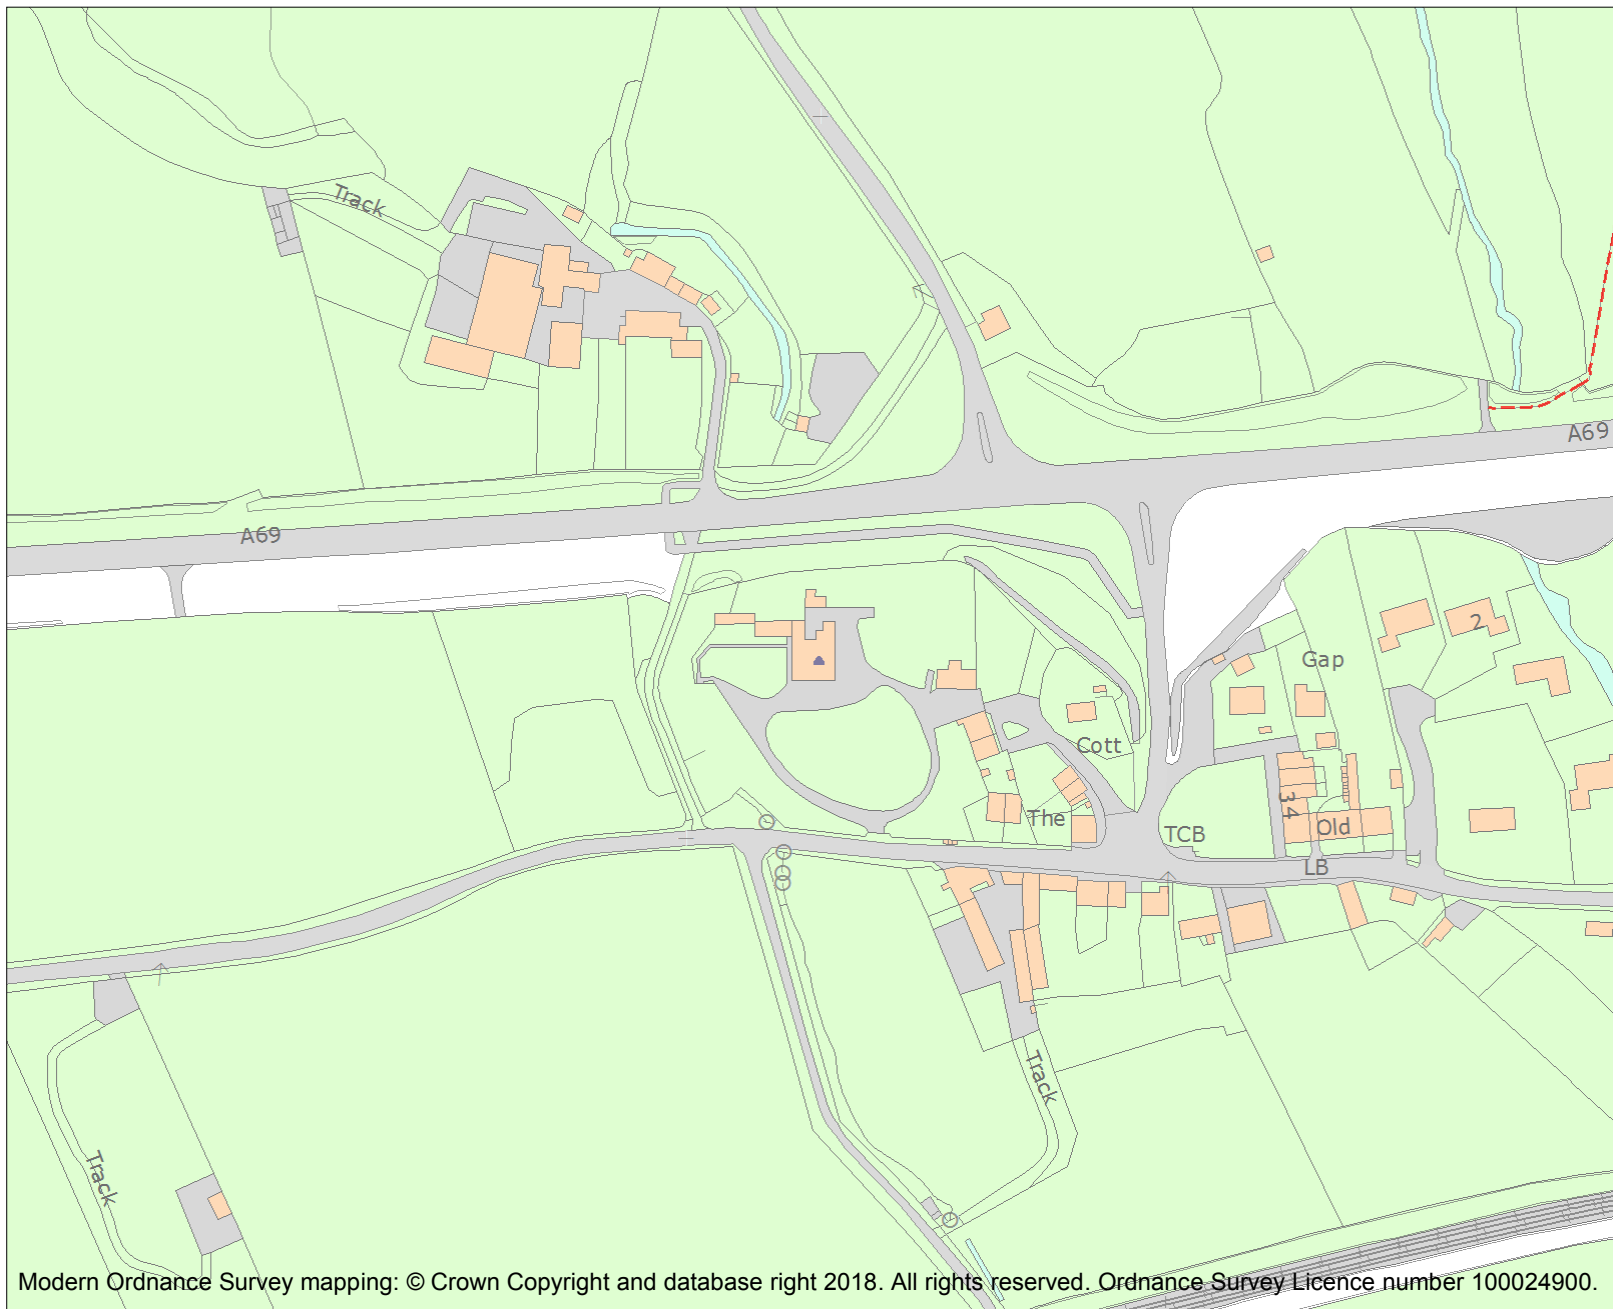 Track
A69
A69
2
Gap
Cott
34
The
Old
TCB
LB
Track
Track
Modern Ordnance Survey mapping: © Crown Copyright and database right 2018. All rights reserved. Ordnance Survey Licence number 100024900.